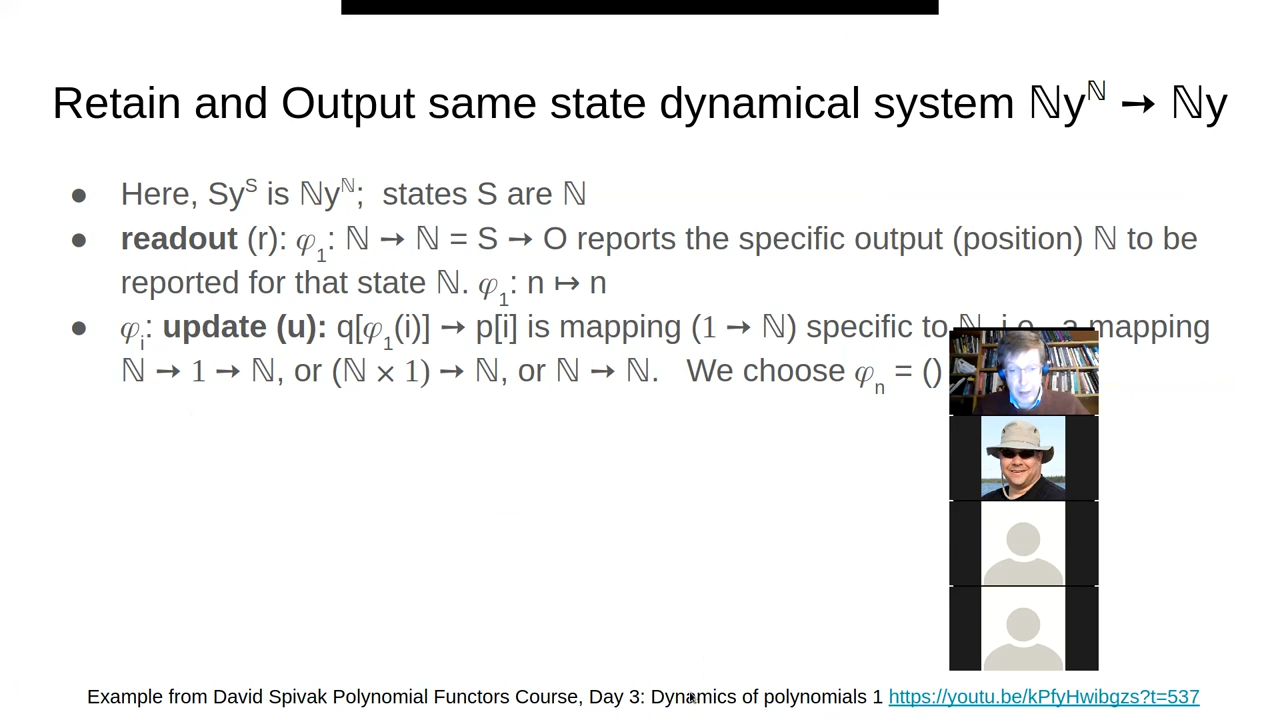 Retain and Output same state dynamical system ℕyᴺ → ℕy
● Here, Syˢ is ℕyᴺ; states S are ℕ
● readout (r): 𝜑₁: ℕ → ℕ = S → O reports the specific output (position) ℕ to be
reported for that state ℕ. 𝜑₁: n ↦ n
● 𝜑ᵢ: update (u): q[𝜑₁(i)] → p[i] is mapping (1 → ℕ) specific to mapping
ℕ → 1 → ℕ, or (ℕ × 1) → ℕ, or ℕ → ℕ. We choose 𝜑ₙ = ()
Example from David Spivak Polynomial Functors Course, Day 3: Dynamics of polynomials 1 https://youtu.be/kPfyHwibgzs?t=537